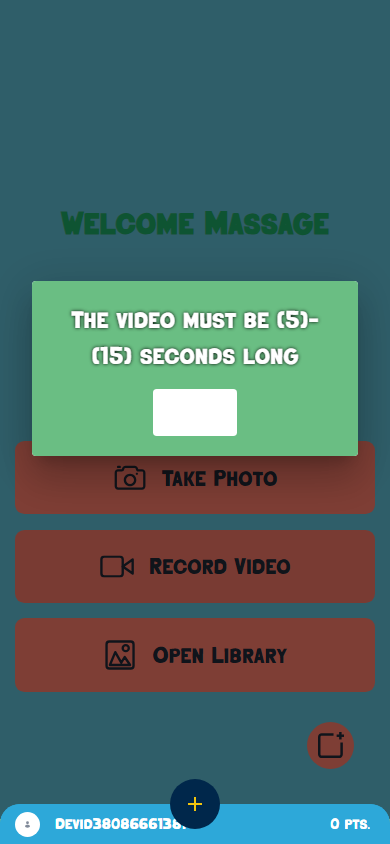 Welcome Massage
The video must be (5)-
(15) seconds long
Take Photo
Record Video
Open Library
0 pts.